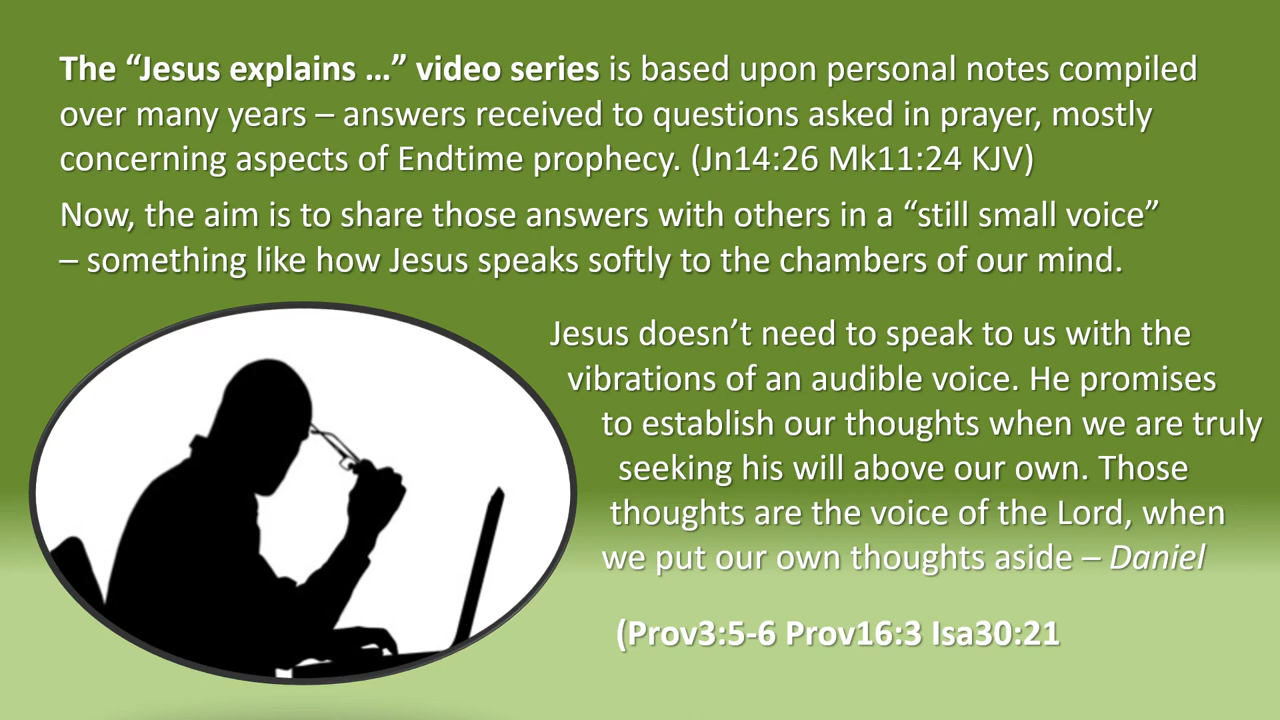 The “Jesus explains …” video series is based upon personal notes compiled
over many years – answers received to questions asked in prayer, mostly
concerning aspects of Endtime prophecy. (Jn14:26 Mk11:24 KJV)
Now, the aim is to share those answers with others in a “still small voice”
– something like how Jesus speaks softly to the chambers of our mind.
Jesus doesn’t need to speak to us with the
vibrations of an audible voice. He promises
to establish our thoughts when we are truly
seeking his will above our own. Those
thoughts are the voice of the Lord, when
we put our own thoughts aside – Daniel
(Prov3:5-6 Prov16:3 Isa30:21